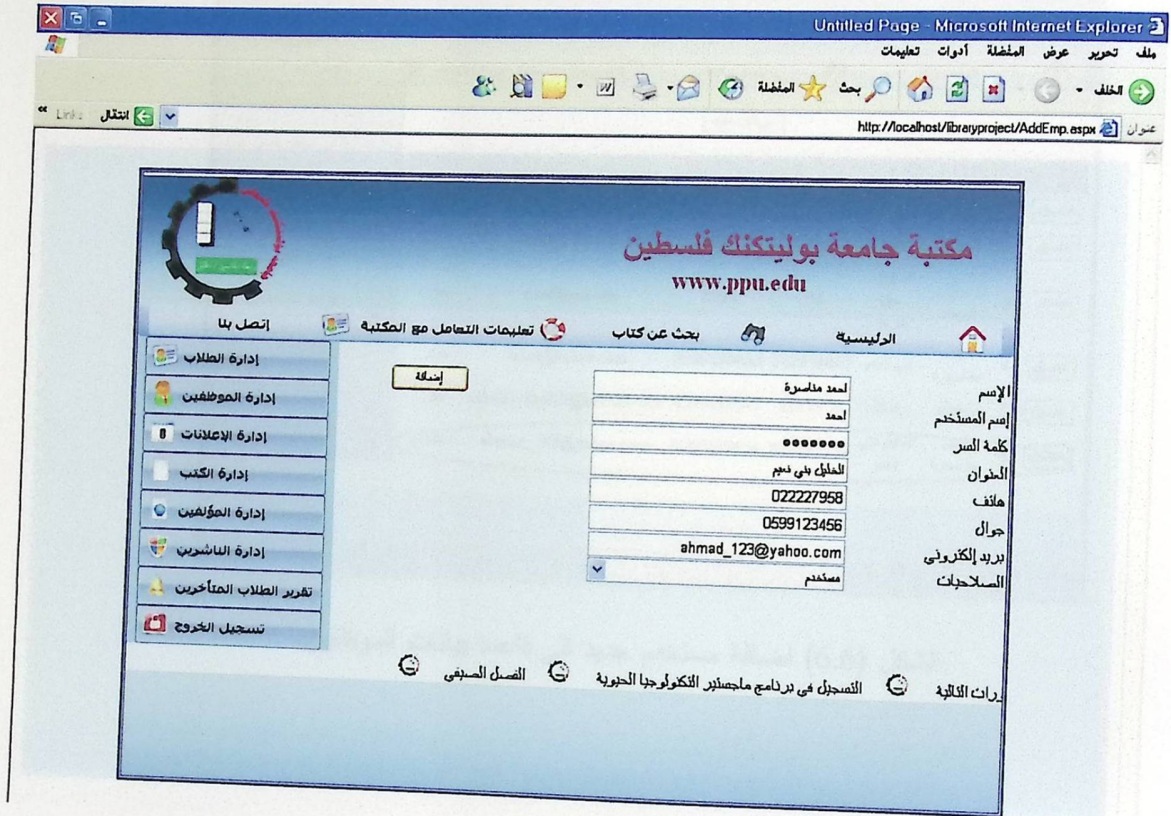 Untitled Page - Microsoft Internet Explorer
ملف تحرير عرض المفضلة أدوات تعليمات
الخلف بحث المفضلة
عنوان http://localhost/libraryproject/AddEmp.aspx انتقال Links
مكتبة جامعة بوليتكنك فلسطين
www.ppu.edu
الرئيسية بحث عن كتاب تعليمات التعامل مع المكتبة إتصل بنا
الإسم احمد مناصرة إضافة
إسم المستخدم احمد
كلمة السر
العنوان الخليل بني نعيم
هاتف 022227958
جوال 0599123456
بريد إلكتروني ahmad_123@yahoo.com
الصلاحيات مستخدم
إدارة الطلاب
إدارة الموظفين
إدارة الإعلانات
إدارة الكتب
إدارة المؤلفين
إدارة الناشرين
تقرير الطلاب المتأخرين
تسجيل الخروج
ورات التالية التسجيل في برنامج ماجستير التكنولوجيا الحيوية الفصل الصيفي